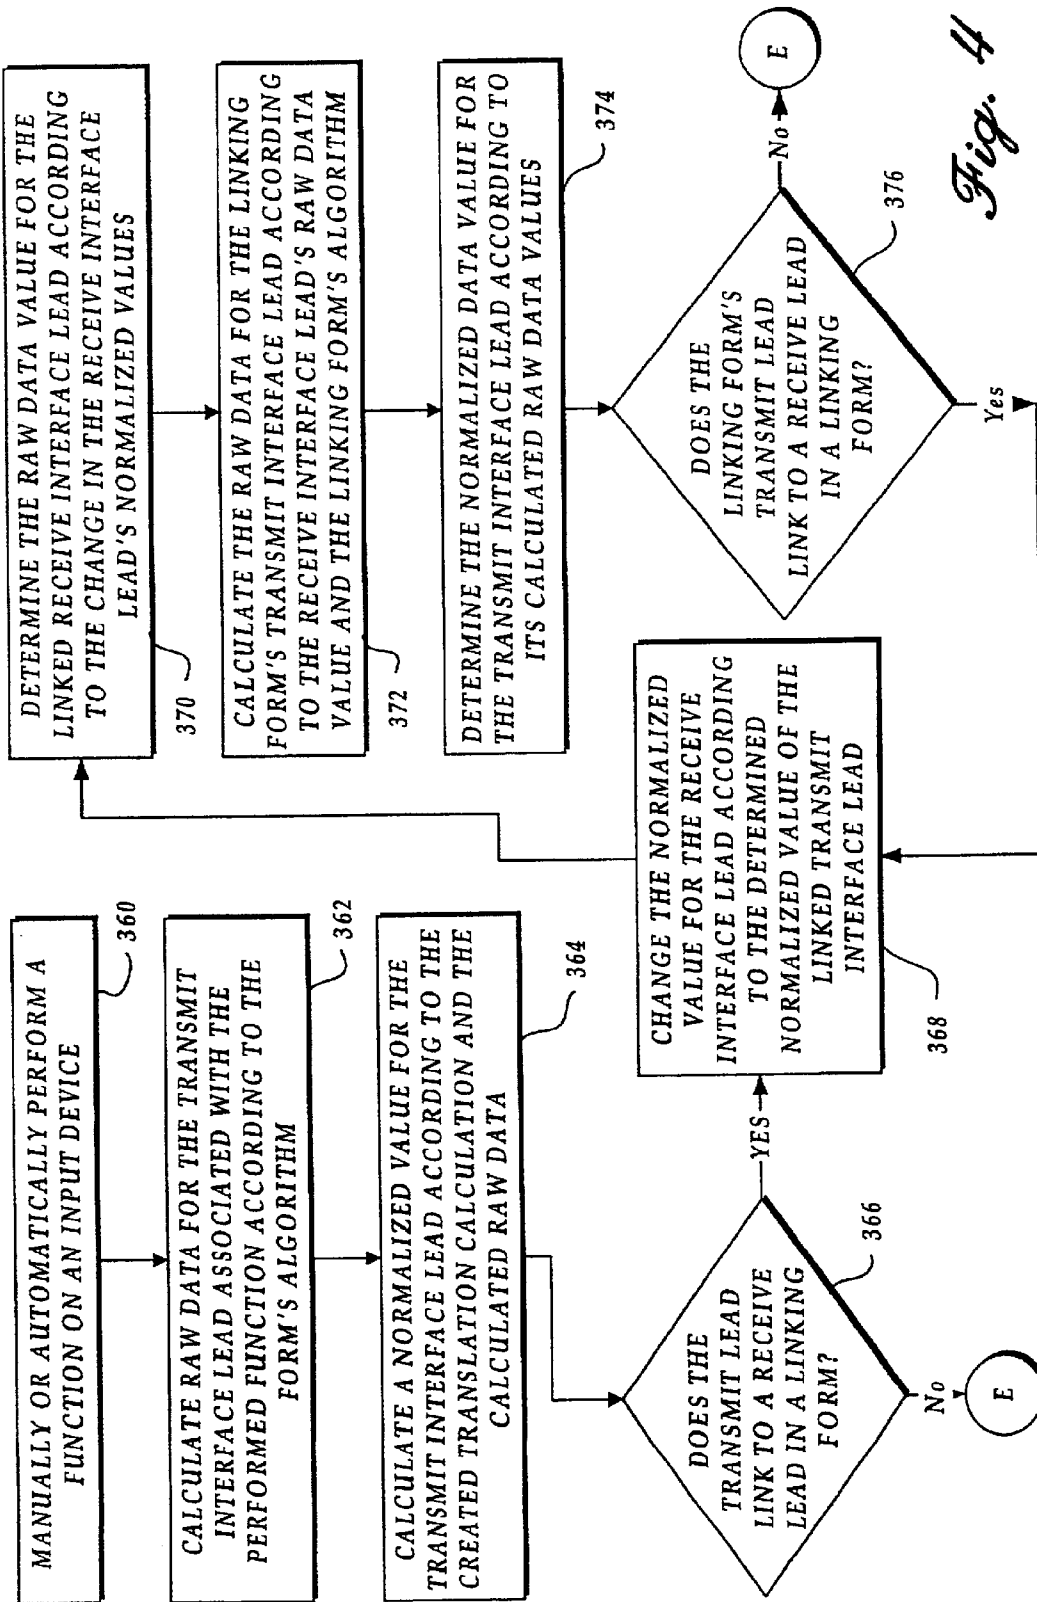 MANUALLY OR AUTOMATICALLY PERFORM A
FUNCTION ON AN INPUT DEVICE
360
CALCULATE RAW DATA FOR THE TRANSMIT
INTERFACE LEAD ASSOCIATED WITH THE
PERFORMED FUNCTION ACCORDING TO THE
FORM'S ALGORITHM
362
CALCULATE A NORMALIZED VALUE FOR THE
TRANSMIT INTERFACE LEAD ACCORDING TO THE
CREATED TRANSLATION CALCULATION AND THE
CALCULATED RAW DATA
364
DOES THE
TRANSMIT LEAD
LINK TO A RECEIVE
LEAD IN A LINKING
FORM?
366
No
E
YES
CHANGE THE NORMALIZED
VALUE FOR THE RECEIVE
INTERFACE LEAD ACCORDING
TO THE DETERMINED
NORMALIZED VALUE OF THE
LINKED TRANSMIT
INTERFACE LEAD
368
DETERMINE THE RAW DATA VALUE FOR THE
LINKED RECEIVE INTERFACE LEAD ACCORDING
TO THE CHANGE IN THE RECEIVE INTERFACE
LEAD'S NORMALIZED VALUES
370
CALCULATE THE RAW DATA FOR THE LINKING
FORM'S TRANSMIT INTERFACE LEAD ACCORDING
TO THE RECEIVE INTERFACE LEAD'S RAW DATA
VALUE AND THE LINKING FORM'S ALGORITHM
372
DETERMINE THE NORMALIZED DATA VALUE FOR
THE TRANSMIT INTERFACE LEAD ACCORDING TO
ITS CALCULATED RAW DATA VALUES
374
DOES THE
LINKING FORM'S
TRANSMIT LEAD
LINK TO A RECEIVE LEAD
IN A LINKING
FORM?
376
No
E
Yes
Fig. 4